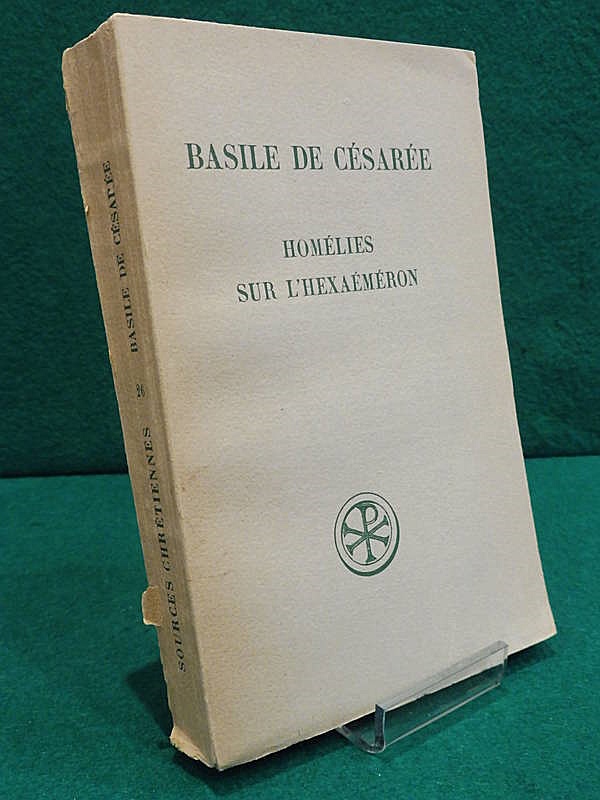 BASILE DE CÉSARÉE
HOMÉLIES
SUR L'HEXAÉMÉRON
BASILE DE CÉSARÉE
26
SOURCES CHRÉTIENNES